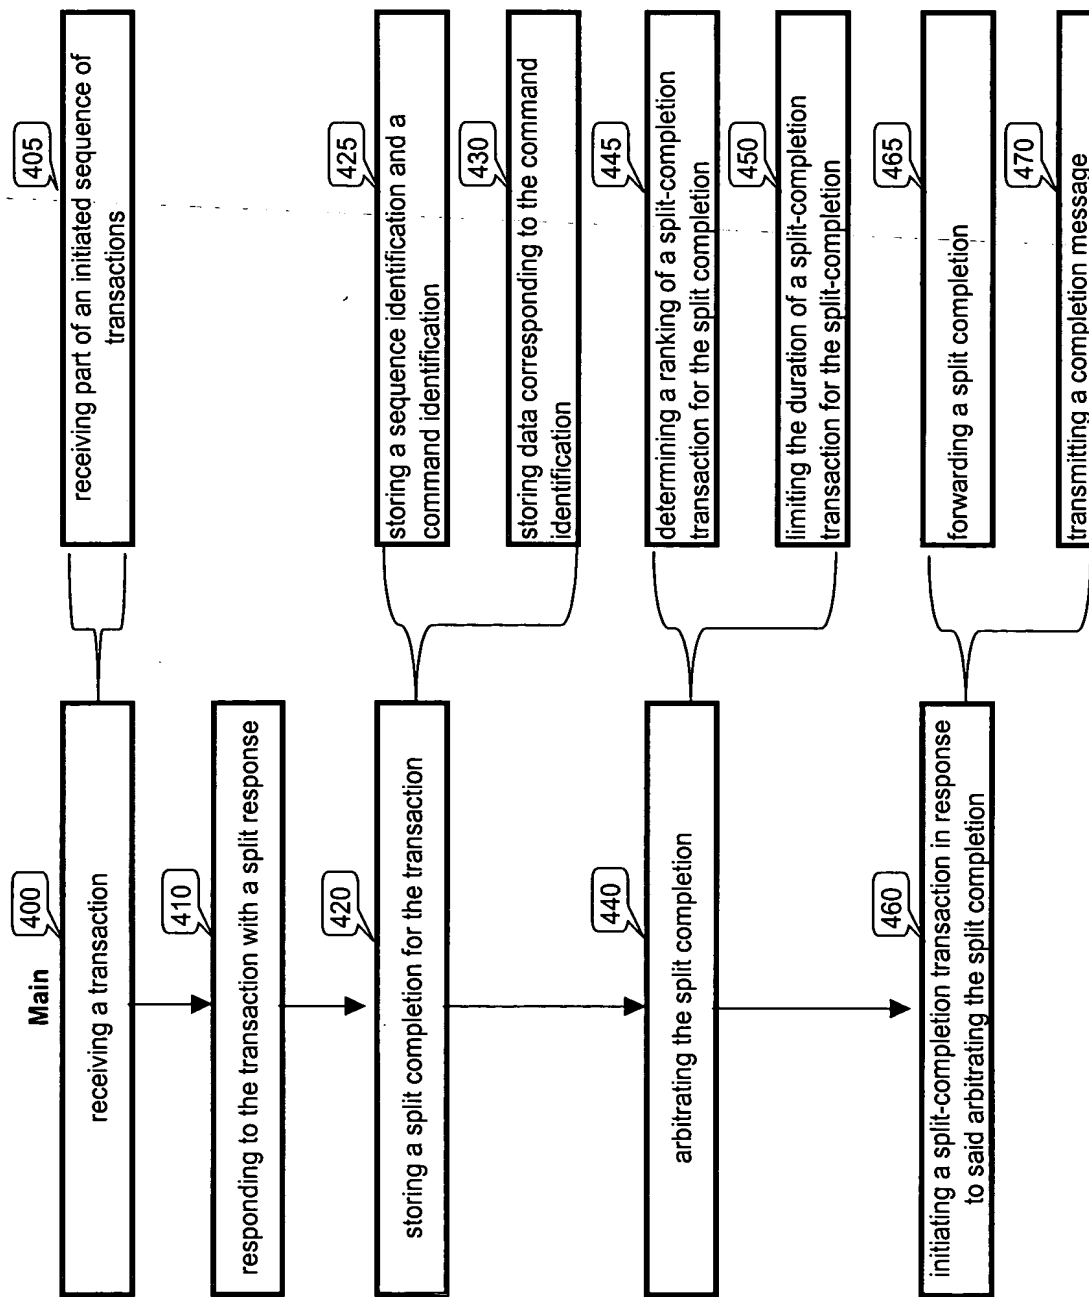 Main
400
receiving a transaction
405
receiving part of an initiated sequence of
transactions
410
responding to the transaction with a split response
420
storing a split completion for the transaction
425
storing a sequence identification and a
command identification
430
storing data corresponding to the command
identification
440
arbitrating the split completion
445
determining a ranking of a split-completion
transaction for the split completion
450
limiting the duration of a split-completion
transaction for the split-completion
460
initiating a split-completion transaction in response
to said arbitrating the split completion
465
forwarding a split completion
470
transmitting a completion message